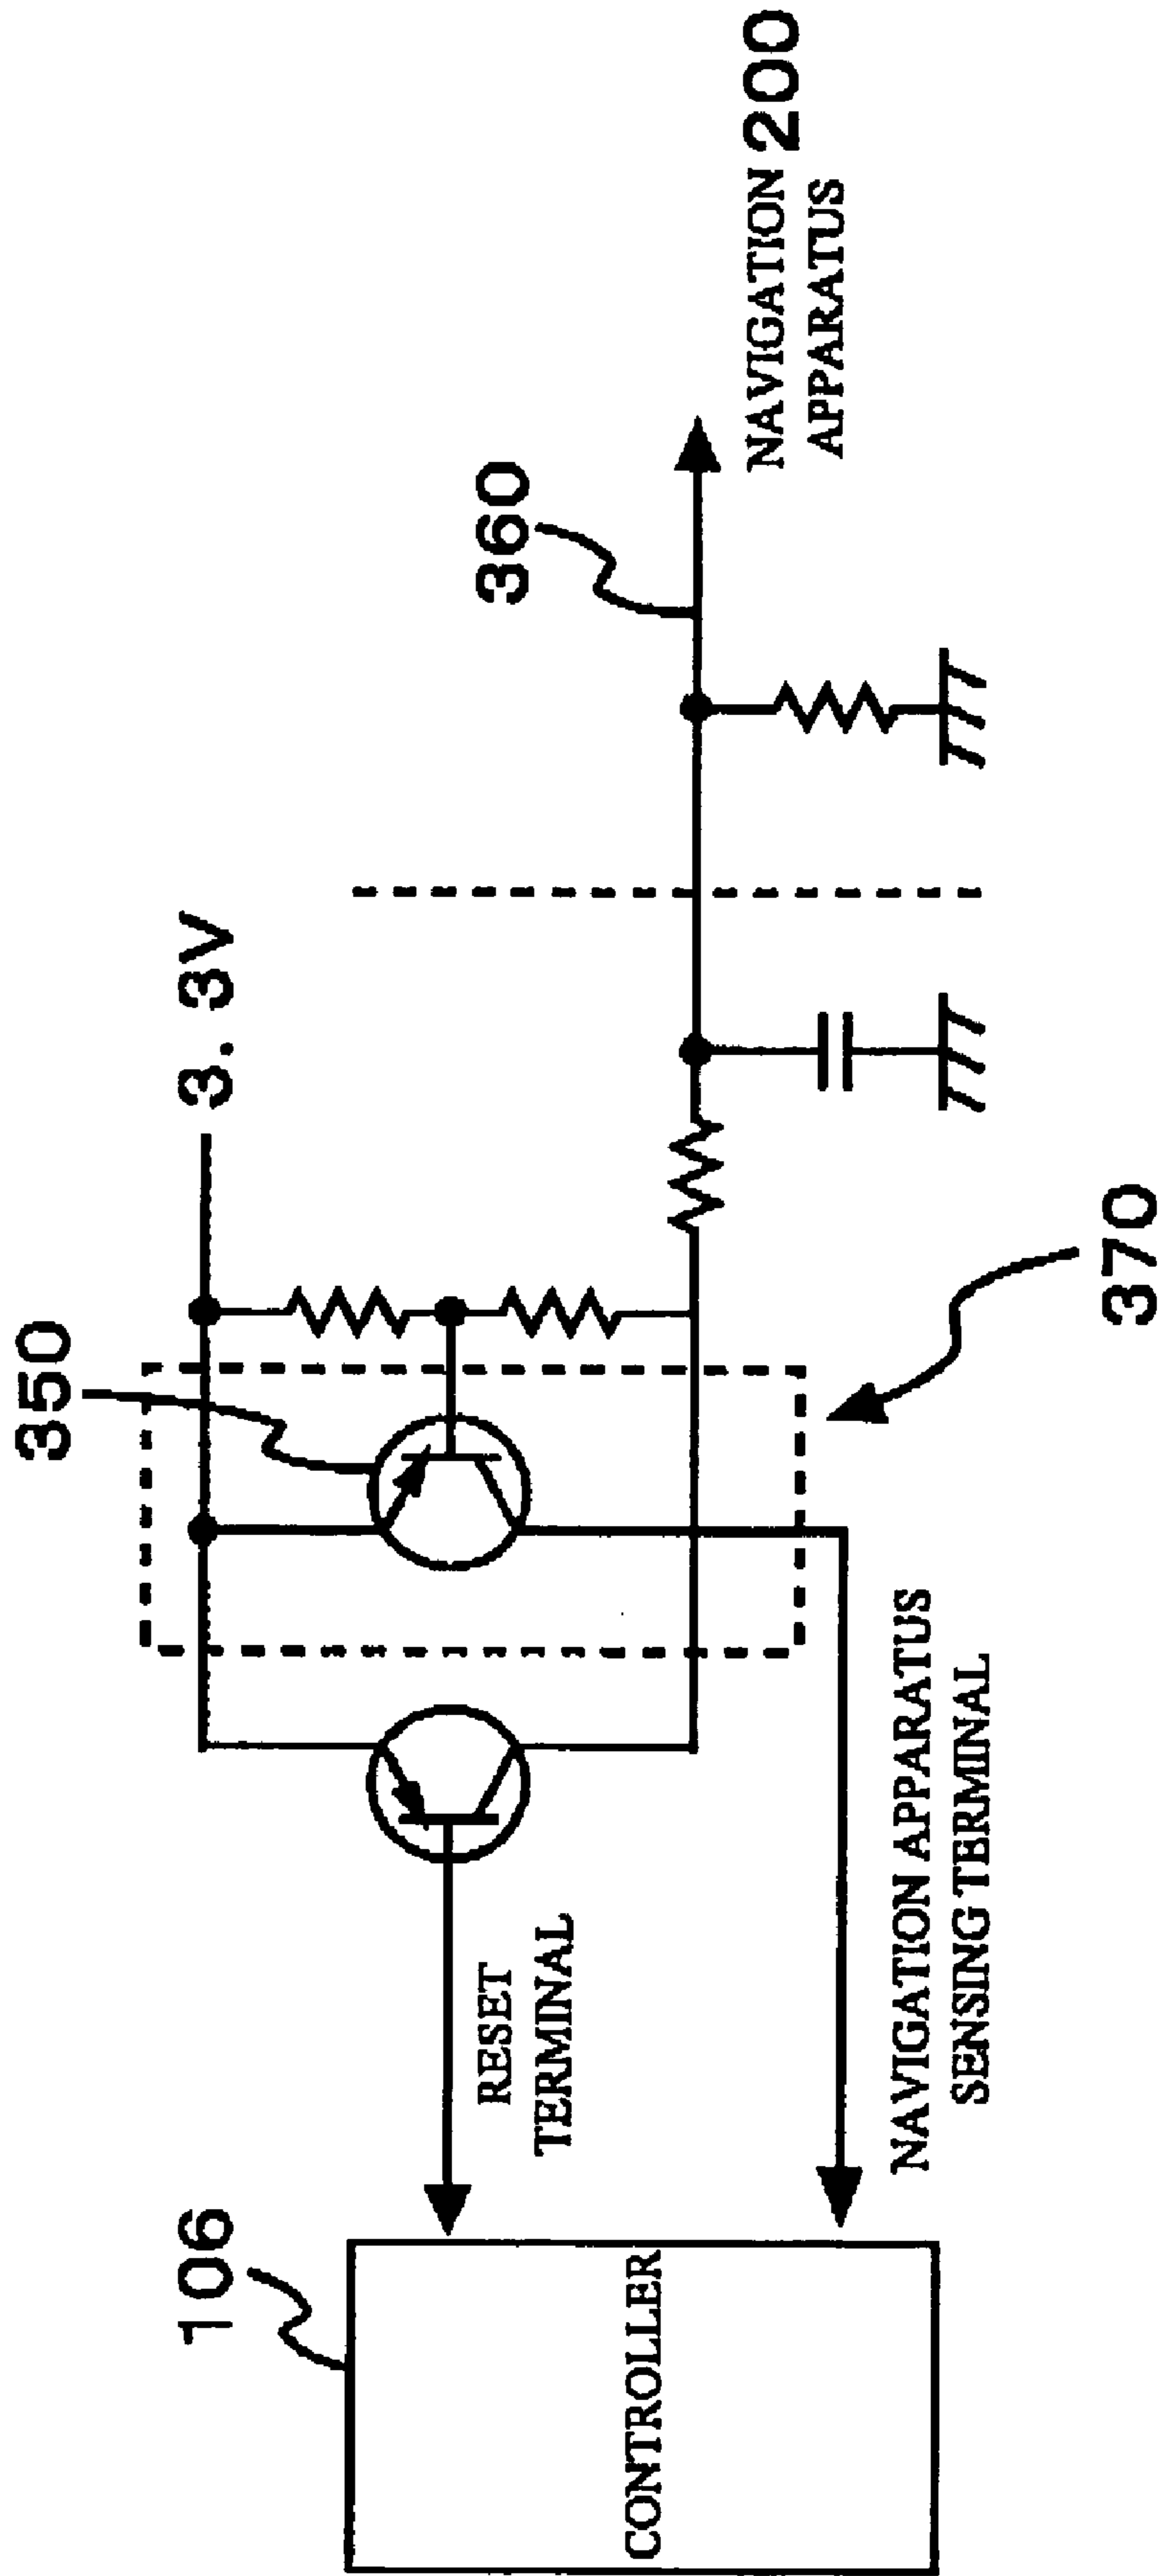 106
CONTROLLER
RESET
TERMINAL
NAVIGATION APPARATUS
SENSING TERMINAL
350
3. 3V
370
360
NAVIGATION 200
APPARATUS